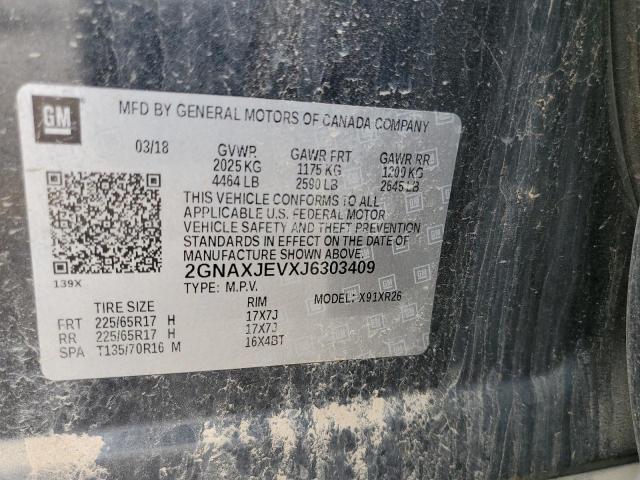 GM
MFD BY GENERAL MOTORS OF CANADA COMPANY
03/18 GVWR GAWR FRT GAWR RR
2025 KG 1175 KG 1200 KG
4464 LB 2590 LB 2645 LB
THIS VEHICLE CONFORMS TO ALL
APPLICABLE U.S. FEDERAL MOTOR
VEHICLE SAFETY AND THEFT PREVENTION
STANDARDS IN EFFECT ON THE DATE OF
MANUFACTURE SHOWN ABOVE.
2GNAXJEVXJ6303409
139X TYPE: M.P.V. MODEL: X91XR26
TIRE SIZE RIM
FRT 225/65R17 H 17X7J
RR 225/65R17 H 17X7J
SPA T135/70R16 M 16X4BT